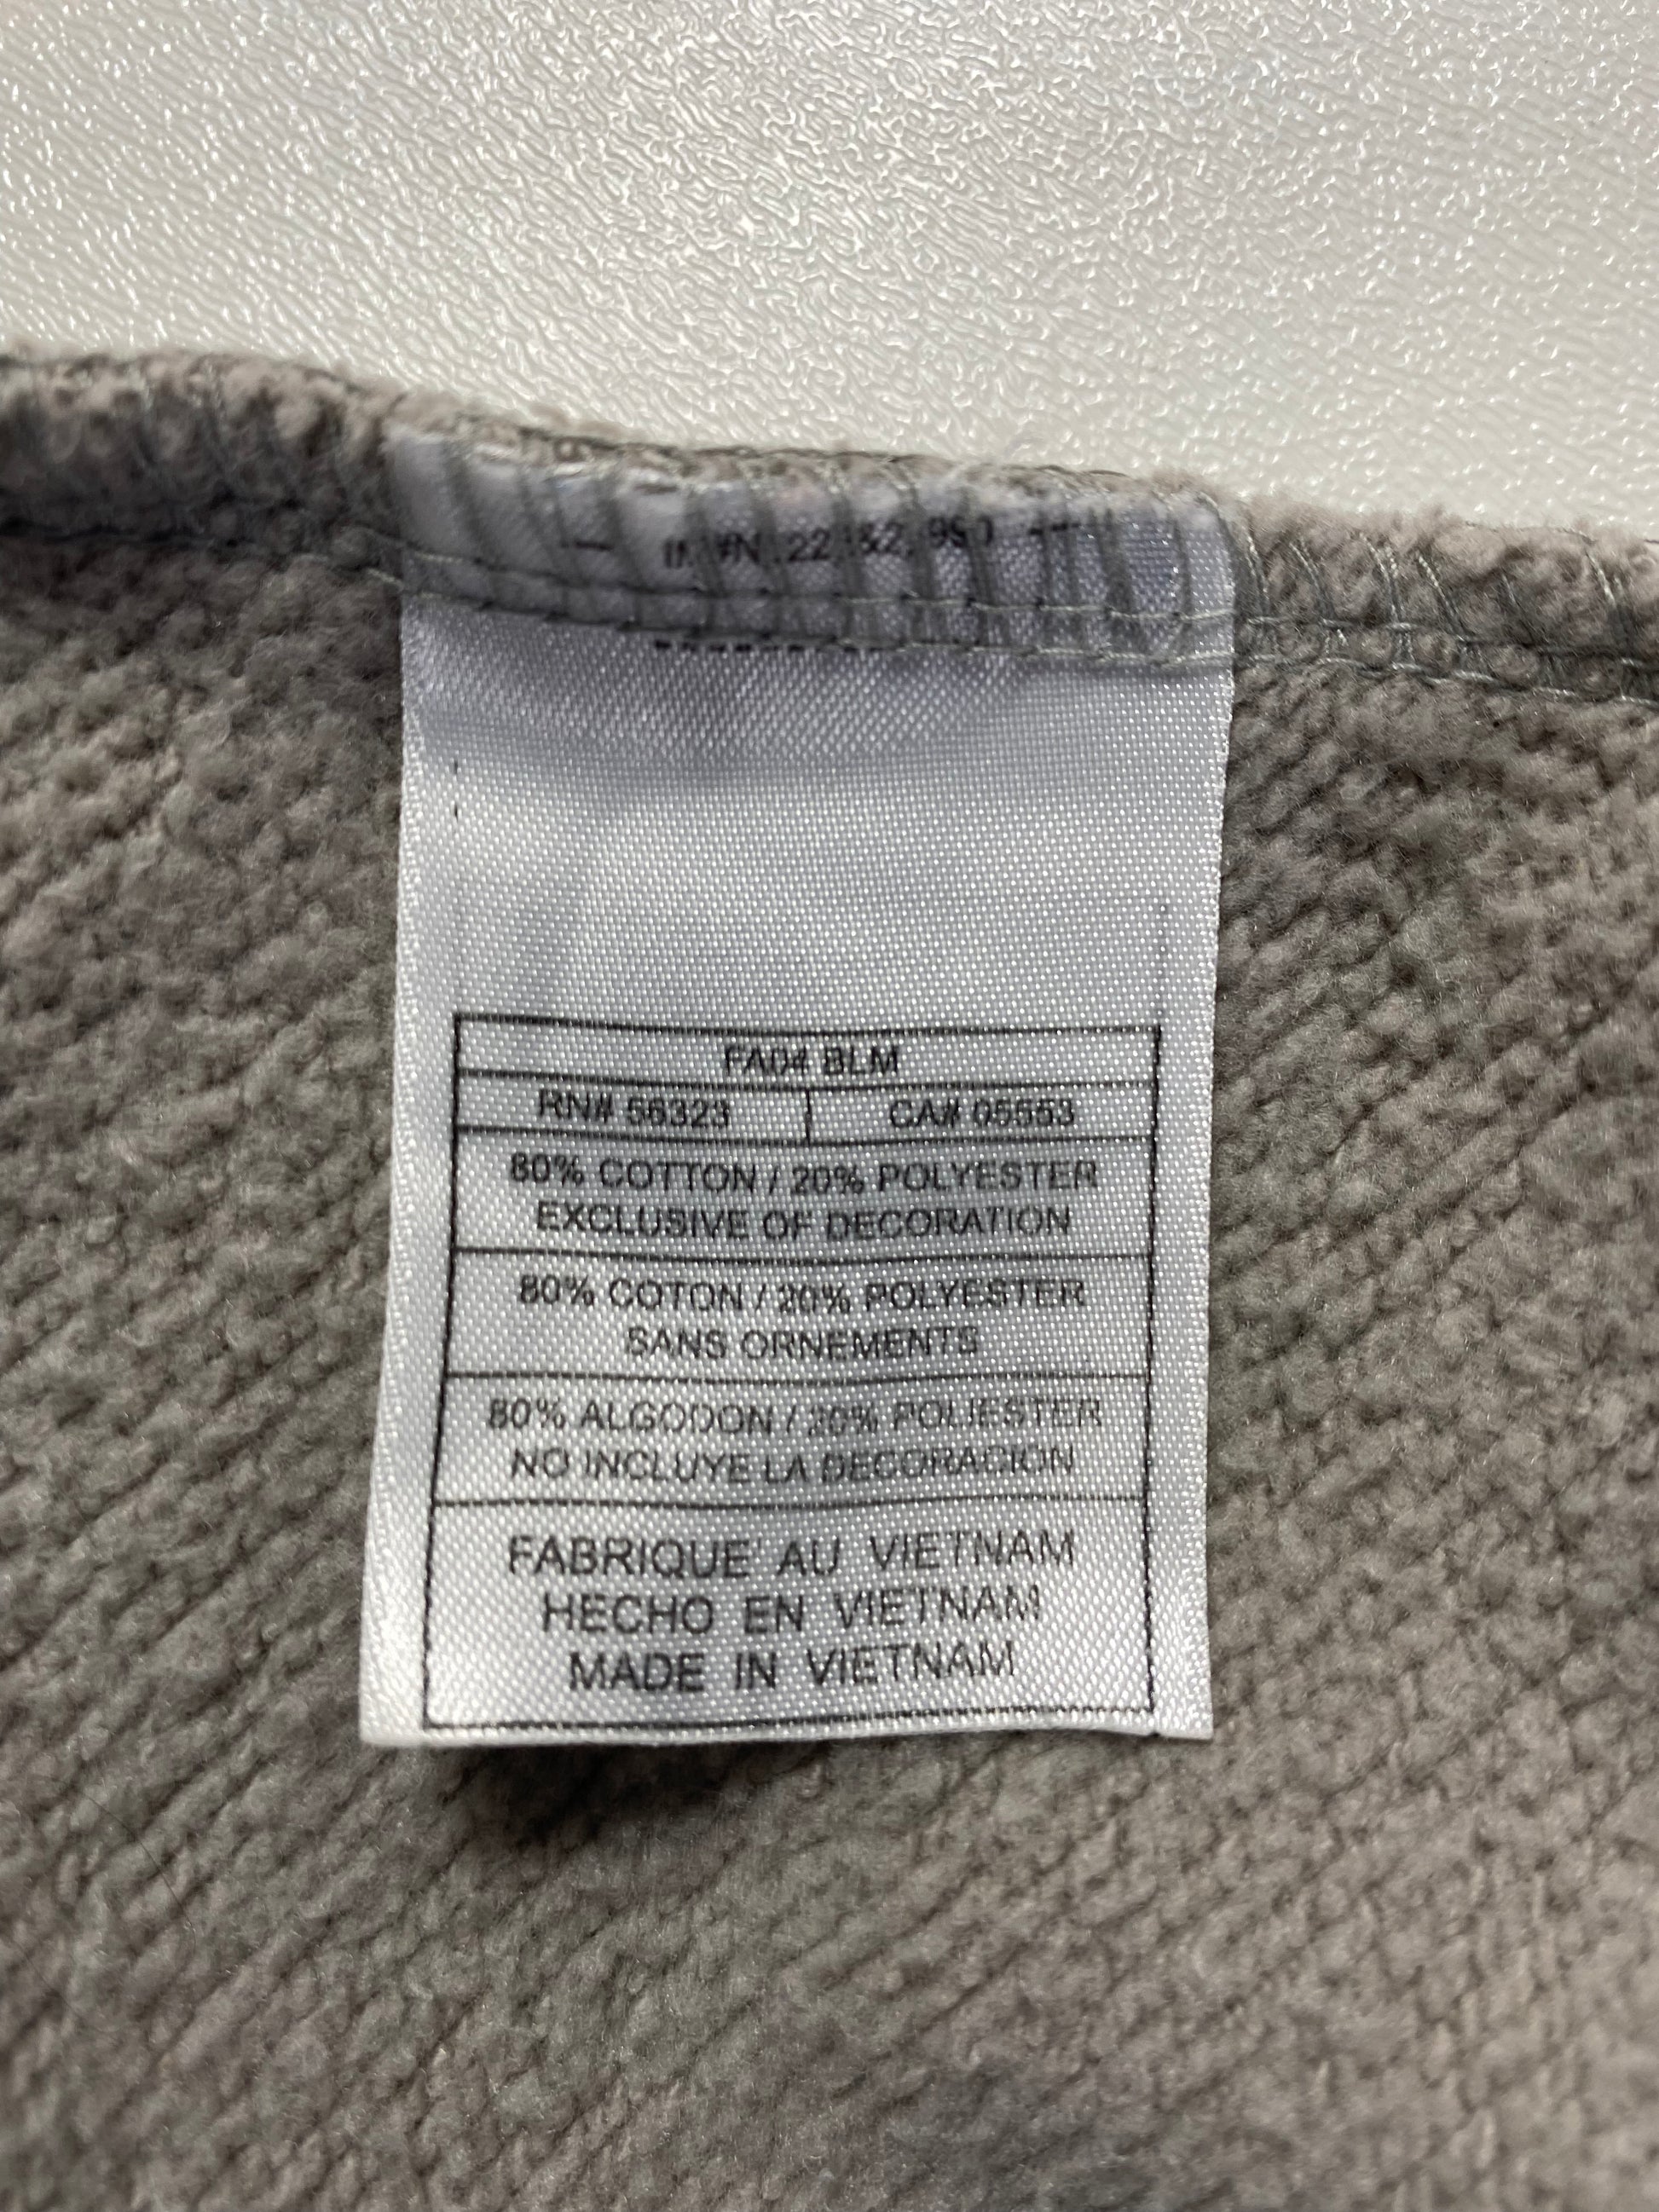 FA04 BLM
RN# 56323 CA# 05553
80% COTTON / 20% POLYESTER
EXCLUSIVE OF DECORATION
80% COTON / 20% POLYESTER
SANS ORNEMENTS
80% ALGODON / 20% POLIESTER
NO INCLUYE LA DECORACION
FABRIQUE AU VIETNAM
HECHO EN VIETNAM
MADE IN VIETNAM